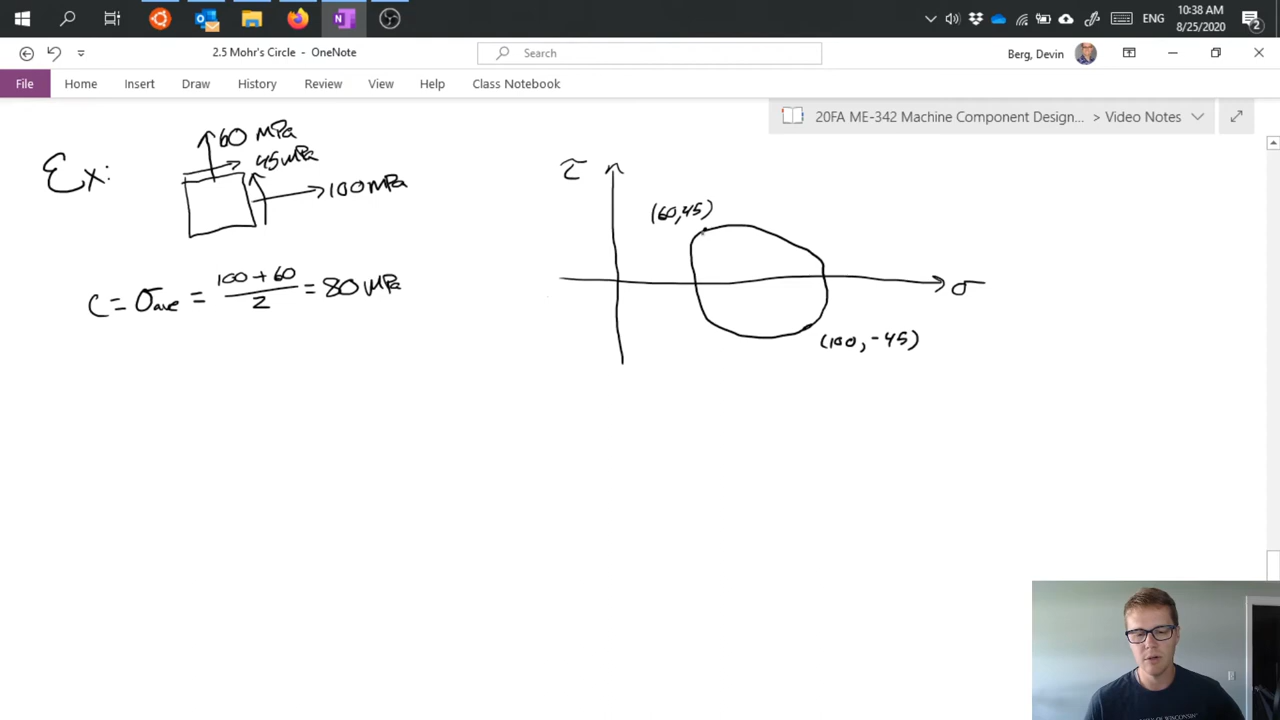 10:38 AM
ENG
8/25/2020
2
2.5 Mohr's Circle - OneNote
Search
Berg, Devin
File Home Insert Draw History Review View Help Class Notebook
20FA ME-342 Machine Component Design... > Video Notes
Ex:
60 MPa
45 MPa
100 MPa
C = σave = 100 + 60 / 2 = 80 MPa
τ
(60,45)
σ
(100,-45)